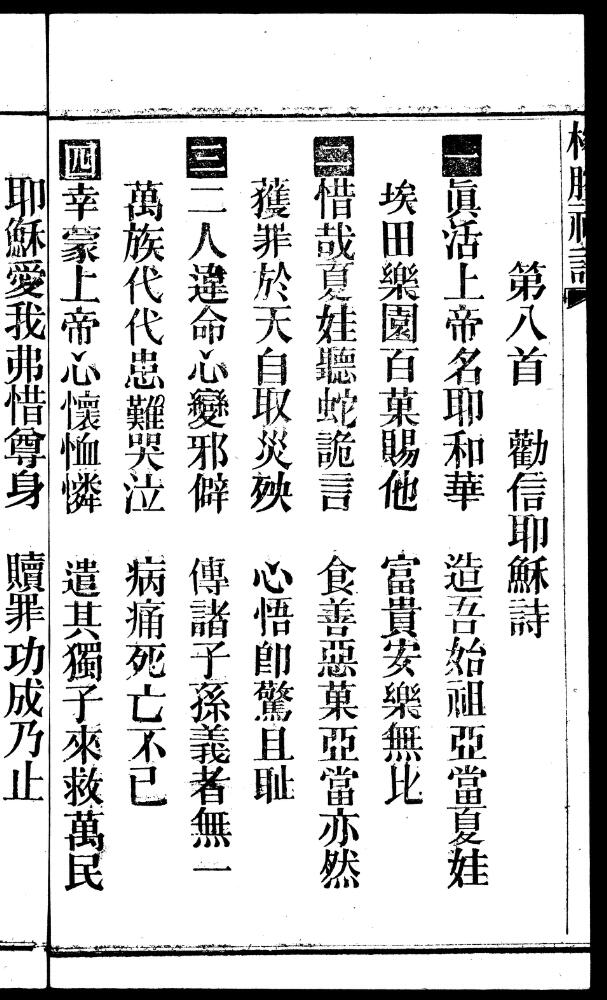 第八首　勸信耶穌詩
一 眞活上帝名耶和華　造吾始祖亞當夏娃
埃田樂園百菓賜他　富貴安樂無比
二 惜哉夏娃聽蛇詭言　食善惡菓亞當亦然
獲罪於天自取災殃　心悟卽驚且耻
三 二人違命心變邪僻　傳諸子孫義者無一
萬族代代患難哭泣　病痛死亡不已
四 幸蒙上帝心懷恤憐　遣其獨子來救萬民
耶穌愛我弗惜尊身　贖罪功成乃止